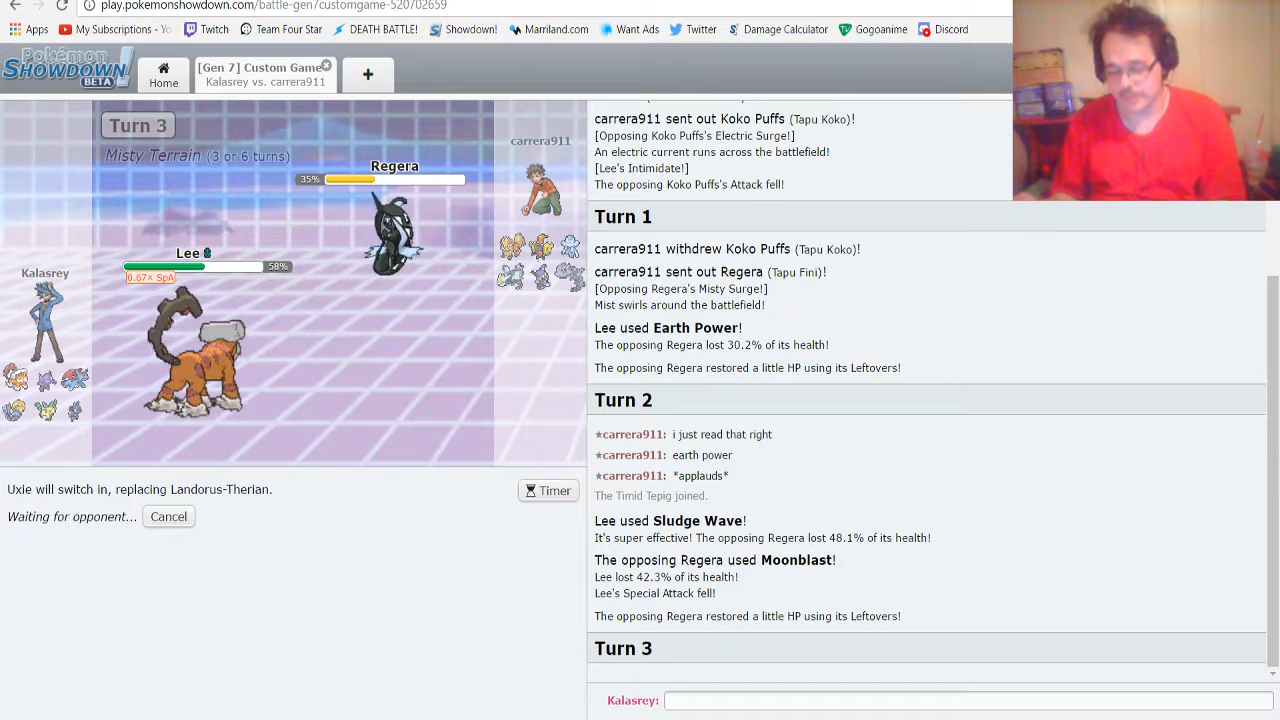 play.pokemonshowdown.com/battle-gen7/customgame-520702659
Apps My Subscriptions - Yo Twitch Team Four Star DEATH BATTLE! Showdown! Marriland.com Want Ads Twitter Damage Calculator Gogoanime Discord
Pokémon Showdown! BETA
Home
[Gen 7] Custom Game
Kalasrey vs. carrera911
+
Turn 3
Misty Terrain (3 or 6 turns)
Regera
35%
Lee
58%
0.67× SpA
Kalasrey
carrera911
Uxie will switch in, replacing Landorus-Therian.
Timer
Waiting for opponent... Cancel
carrera911 sent out Koko Puffs (Tapu Koko)!
[Opposing Koko Puffs's Electric Surge!]
An electric current runs across the battlefield!
[Lee's Intimidate!]
The opposing Koko Puffs's Attack fell!
Turn 1
carrera911 withdrew Koko Puffs (Tapu Koko)!
carrera911 sent out Regera (Tapu Fini)!
[Opposing Regera's Misty Surge!]
Mist swirls around the battlefield!
Lee used Earth Power!
The opposing Regera lost 30.2% of its health!
The opposing Regera restored a little HP using its Leftovers!
Turn 2
★carrera911: i just read that right
★carrera911: earth power
★carrera911: *applauds*
The Timid Tepig joined.
Lee used Sludge Wave!
It's super effective! The opposing Regera lost 48.1% of its health!
The opposing Regera used Moonblast!
Lee lost 42.3% of its health!
Lee's Special Attack fell!
The opposing Regera restored a little HP using its Leftovers!
Turn 3
Kalasrey: